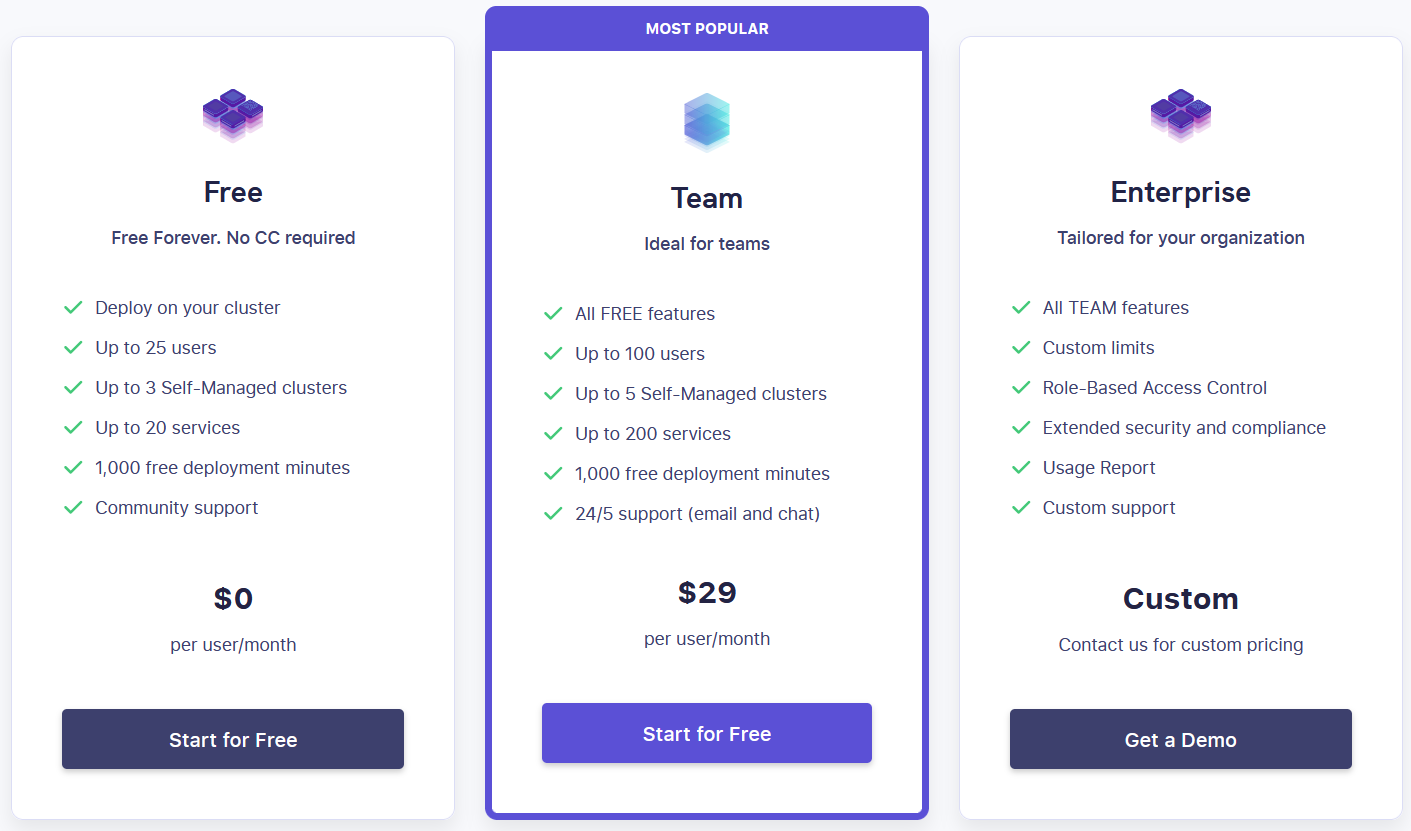 Free
Free Forever. No CC required
Deploy on your cluster
Up to 25 users
Up to 3 Self-Managed clusters
Up to 20 services
1,000 free deployment minutes
Community support
$0
per user/month
Start for Free
MOST POPULAR
Team
Ideal for teams
All FREE features
Up to 100 users
Up to 5 Self-Managed clusters
Up to 200 services
1,000 free deployment minutes
24/5 support (email and chat)
$29
per user/month
Start for Free
Enterprise
Tailored for your organization
All TEAM features
Custom limits
Role-Based Access Control
Extended security and compliance
Usage Report
Custom support
Custom
Contact us for custom pricing
Get a Demo